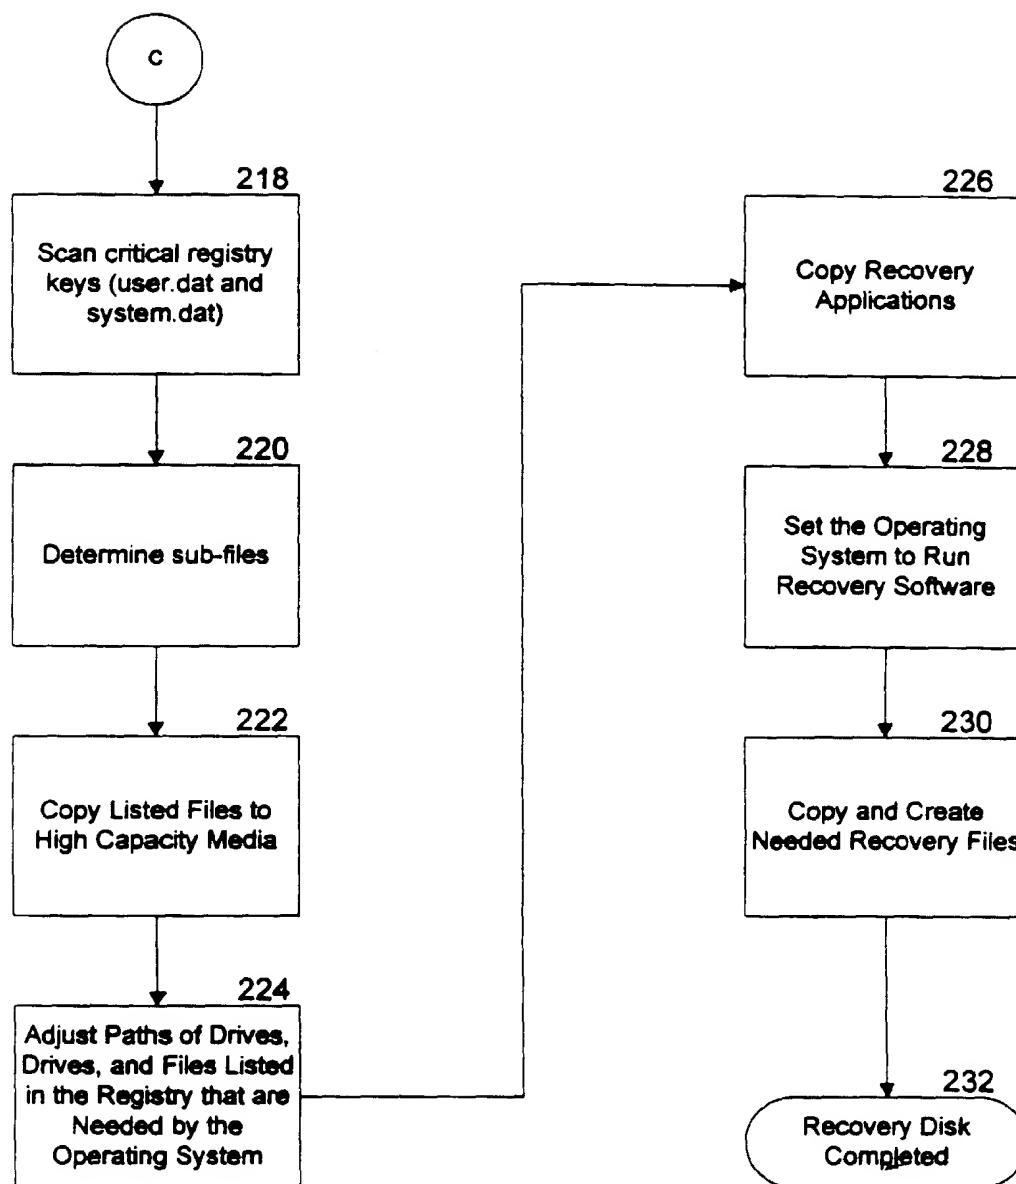 C
218
Scan critical registry
keys (user.dat and
system.dat)
220
Determine sub-files
222
Copy Listed Files to
High Capacity Media
224
Adjust Paths of Drives,
Drives, and Files Listed
in the Registry that are
Needed by the
Operating System
226
Copy Recovery
Applications
228
Set the Operating
System to Run
Recovery Software
230
Copy and Create
Needed Recovery Files
232
Recovery Disk
Completed